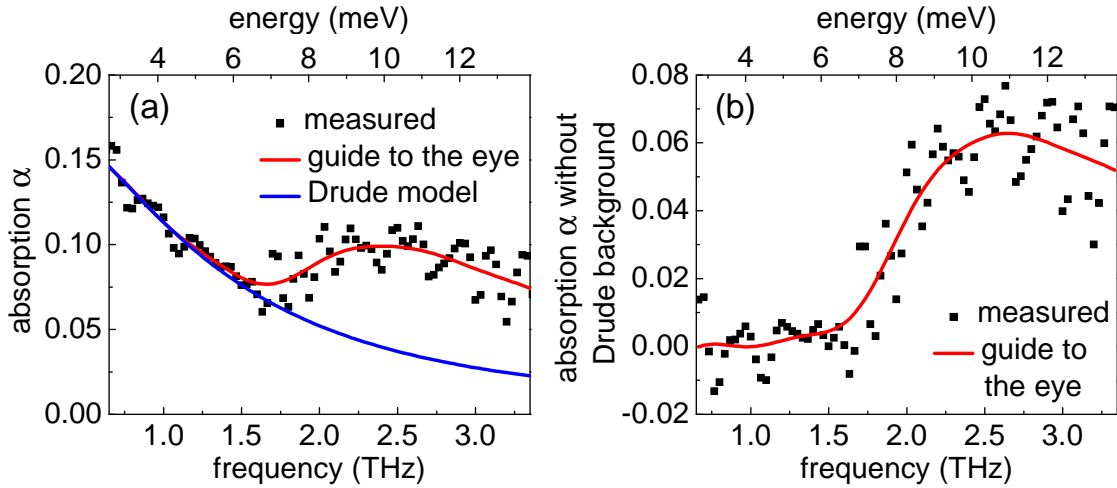 energy (meV)
4 6 8 10 12
0.20
(a)
measured
guide to the eye
Drude model
0.15
0.10
0.05
0.00
absorption α
1.0 1.5 2.0 2.5 3.0
frequency (THz)
energy (meV)
4 6 8 10 12
0.08
(b)
0.06
0.04
0.02
0.00
-0.02
absorption α without
Drude background
measured
guide to
the eye
1.0 1.5 2.0 2.5 3.0
frequency (THz)